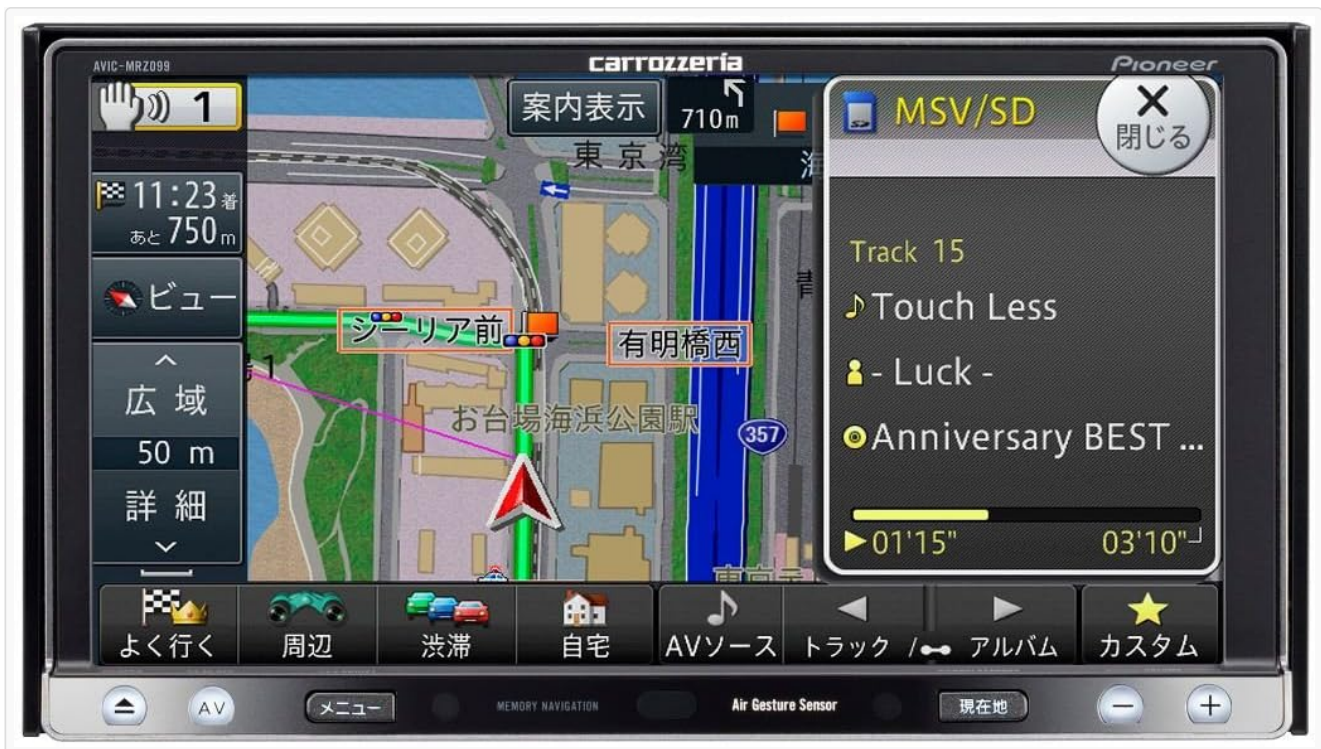 AVIC-MRZ099
carrozzeria
Pioneer
1
案内表示
710m
MSV/SD
閉じる
東京湾
海
11:23着
あと750m
Track 15
ビュー
青
Touch Less
シーリア前
有明橋西
1
- Luck -
広域
お台場海浜公園駅
357
Anniversary BEST ...
50 m
詳細
01'15"
03'10"
よく行く
周辺
渋滞
自宅
AVソース
トラック / アルバム
カスタム
AV
メニュー
MEMORY NAVIGATION
Air Gesture Sensor
現在地